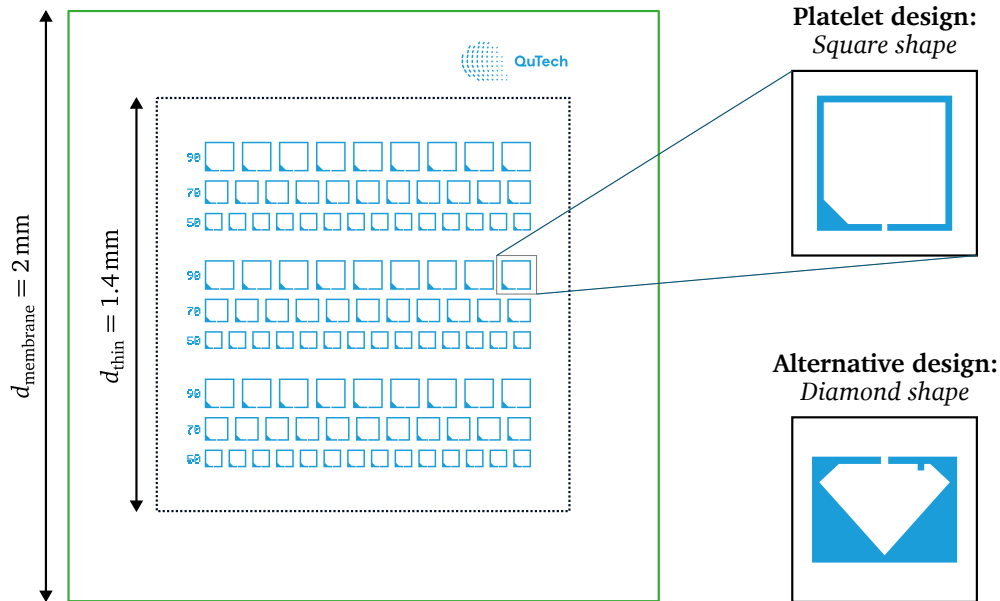 QuTech
d_membrane = 2 mm
d_thin = 1.4 mm
90
70
50
90
70
50
90
70
50
Platelet design:
Square shape
Alternative design:
Diamond shape